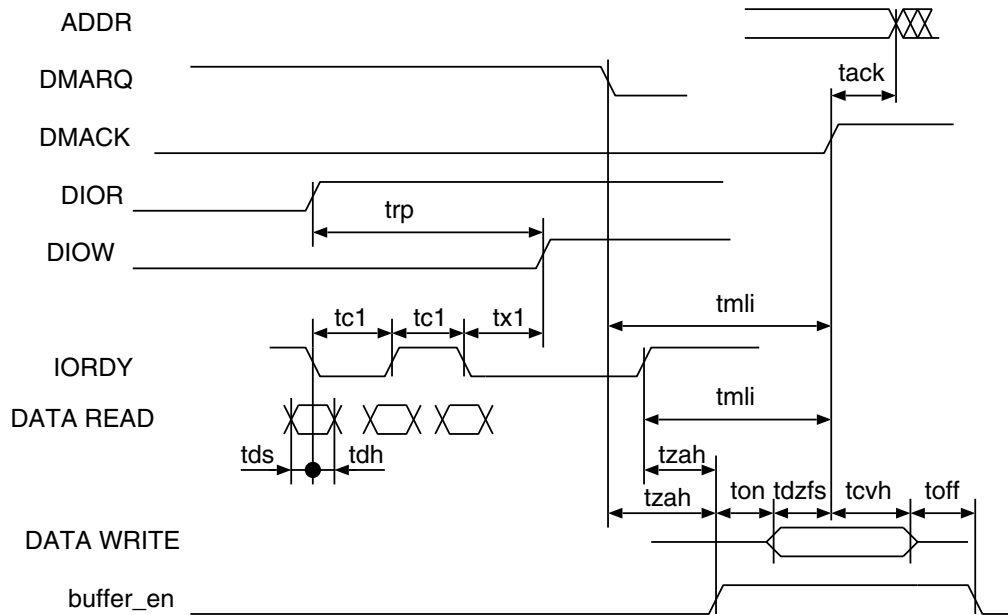 ADDR
DMARQ
tack
DMACK
DIOR
trp
DIOW
tc1 tc1 tx1 tmli
IORDY
tmli
DATA READ
tds tdh tzah
tzah ton tdzfs tcvh toff
DATA WRITE
buffer_en